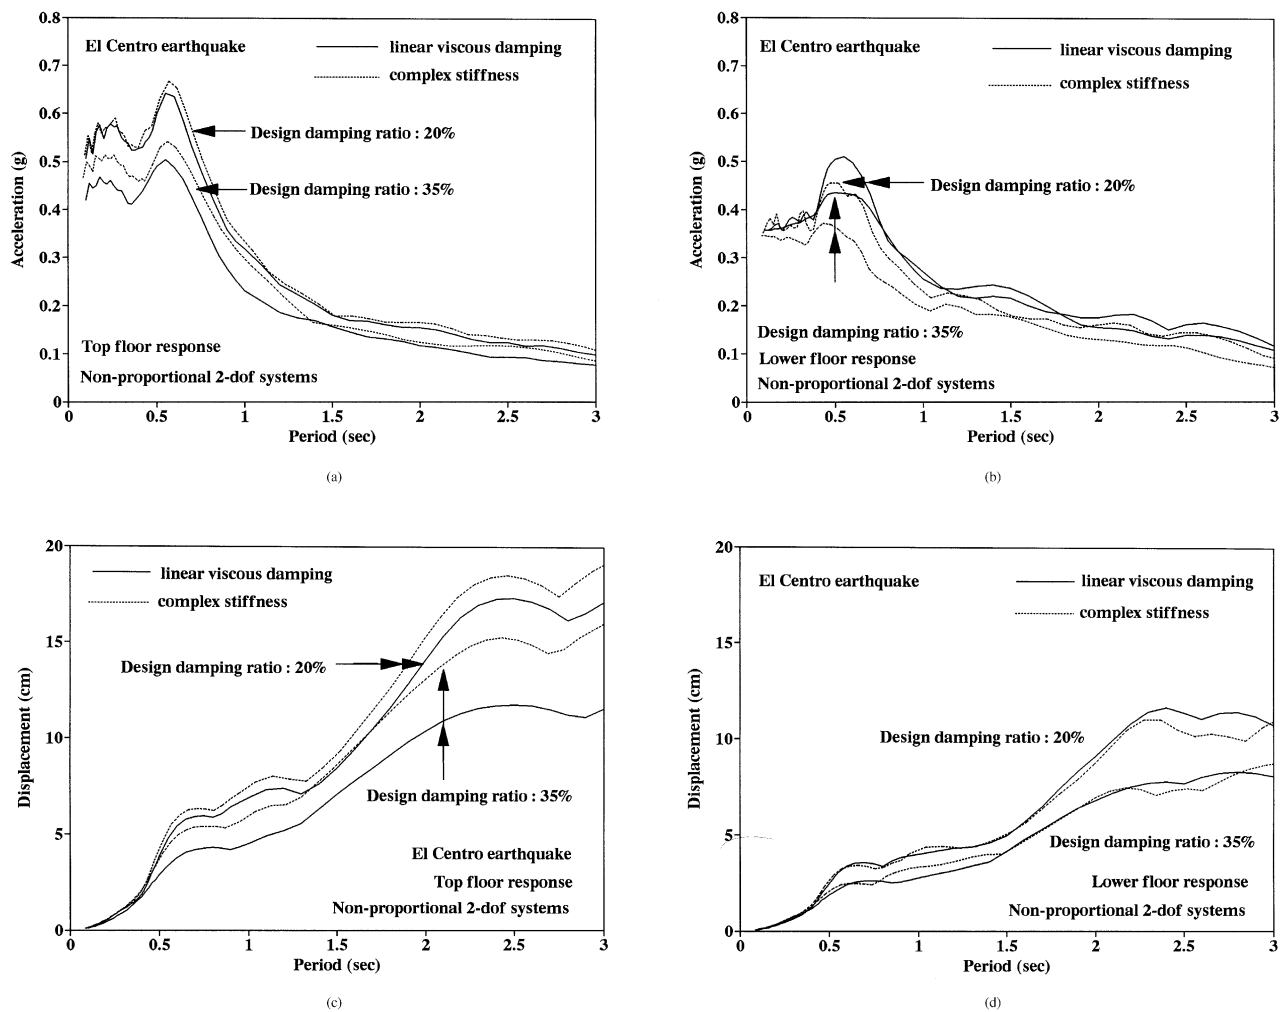 0.8
0.7
0.6
0.5
0.4
0.3
0.2
0.1
0
Acceleration (g)
El Centro earthquake
linear viscous damping
complex stiffness
Design damping ratio : 20%
Design damping ratio : 35%
Top floor response
Non-proportional 2-dof systems
0 0.5 1 1.5 2 2.5 3
Period (sec)
(a)
0.8
0.7
0.6
0.5
0.4
0.3
0.2
0.1
0
Acceleration (g)
El Centro earthquake
linear viscous damping
complex stiffness
Design damping ratio : 20%
Design damping ratio : 35%
Lower floor response
Non-proportional 2-dof systems
0 0.5 1 1.5 2 2.5 3
Period (sec)
(b)
20
15
10
5
0
Displacement (cm)
linear viscous damping
complex stiffness
Design damping ratio : 20%
Design damping ratio : 35%
El Centro earthquake
Top floor response
Non-proportional 2-dof systems
0 0.5 1 1.5 2 2.5 3
Period (sec)
(c)
20
15
10
5
0
Displacement (cm)
El Centro earthquake
linear viscous damping
complex stiffness
Design damping ratio : 20%
Design damping ratio : 35%
Lower floor response
Non-proportional 2-dof systems
0 0.5 1 1.5 2 2.5 3
Period (sec)
(d)